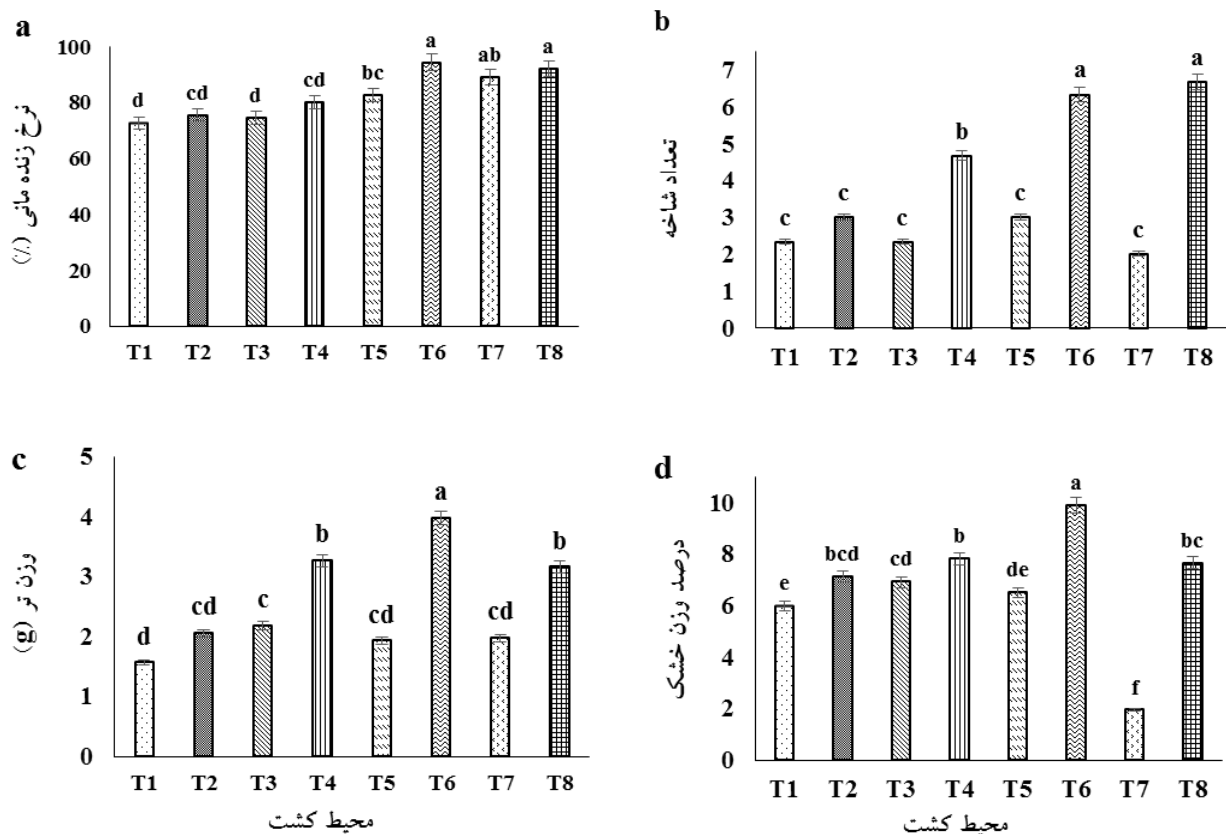 a
نرخ زنده مانی (٪)
100
80
60
40
20
0
d
cd
d
cd
bc
a
ab
a
T1 T2 T3 T4 T5 T6 T7 T8
b
تعداد شاخه
7
6
5
4
3
2
1
0
c
c
c
b
c
a
c
a
T1 T2 T3 T4 T5 T6 T7 T8
c
وزن تر (g)
5
4
3
2
1
0
d
cd
c
b
cd
a
cd
b
T1 T2 T3 T4 T5 T6 T7 T8
محیط کشت
d
درصد وزن خشک
10
8
6
4
2
0
e
bcd
cd
b
de
a
f
bc
T1 T2 T3 T4 T5 T6 T7 T8
محیط کشت